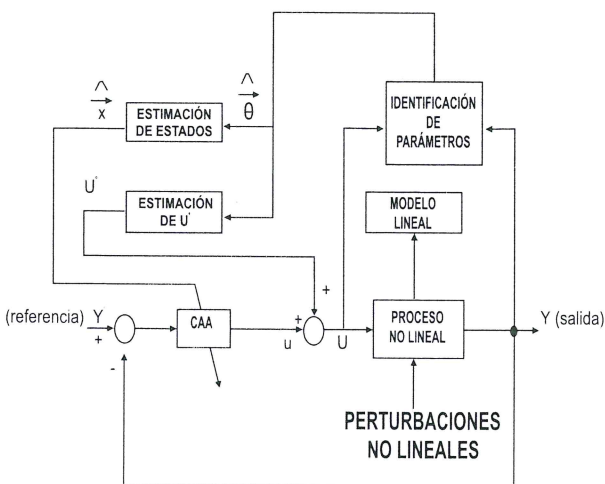 ^
x
^
θ
ESTIMACIÓN
DE ESTADOS
IDENTIFICACIÓN
DE
PARÁMETROS
U*
ESTIMACIÓN
DE U*
MODELO
LINEAL
+
(referencia)
Y
+
-
CAA
+
u
U
PROCESO
NO LINEAL
Y (salida)
PERTURBACIONES
NO LINEALES